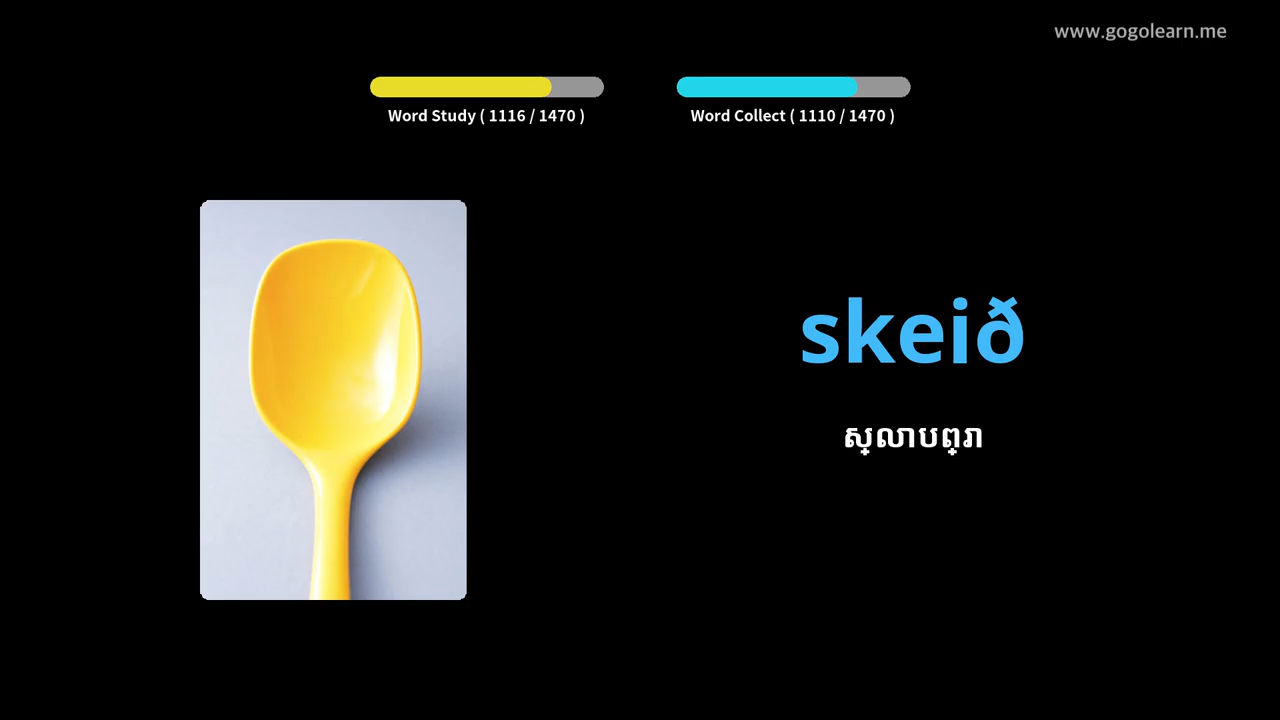 www.gogolearn.me
Word Study ( 1116 / 1470 )
Word Collect ( 1110 / 1470 )
skeið
ស្លាបព្រា